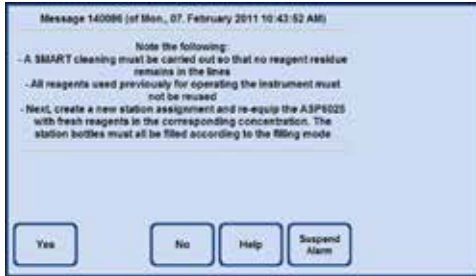 Message 140086 (of Mon., 07. February 2011 10:43:52 AM)
Note the following:
- A SMART cleaning must be carried out so that no reagent residue
remains in the lines
- All reagents used previously for operating the instrument must
not be reused
- Next, create a new station assignment and re-equip the ASP6025
with fresh reagents in the corresponding concentration. The
station bottles must all be filled according to the filling mode
Yes
No
Help
Suspend
Alarm